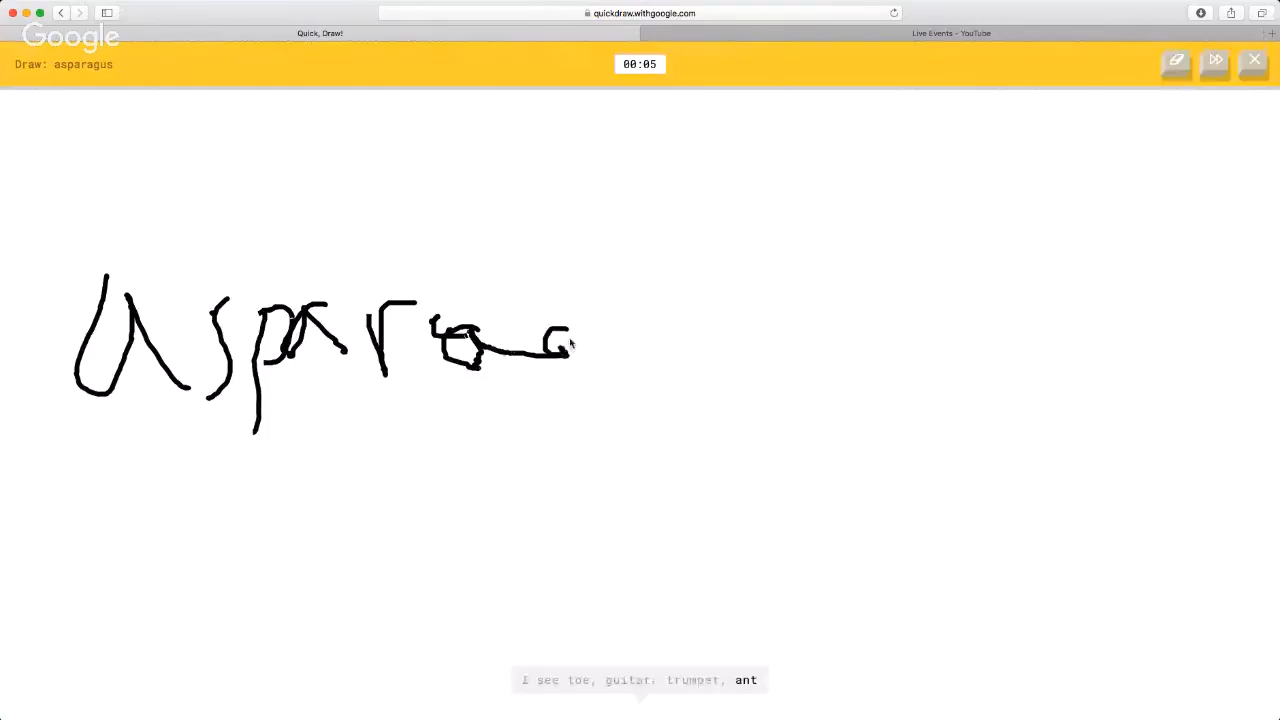 quickdraw.withgoogle.com
Quick, Draw!
Live Events - YouTube
Google
Draw: asparagus
00:05
I see toe, guitar, trumpet, ant